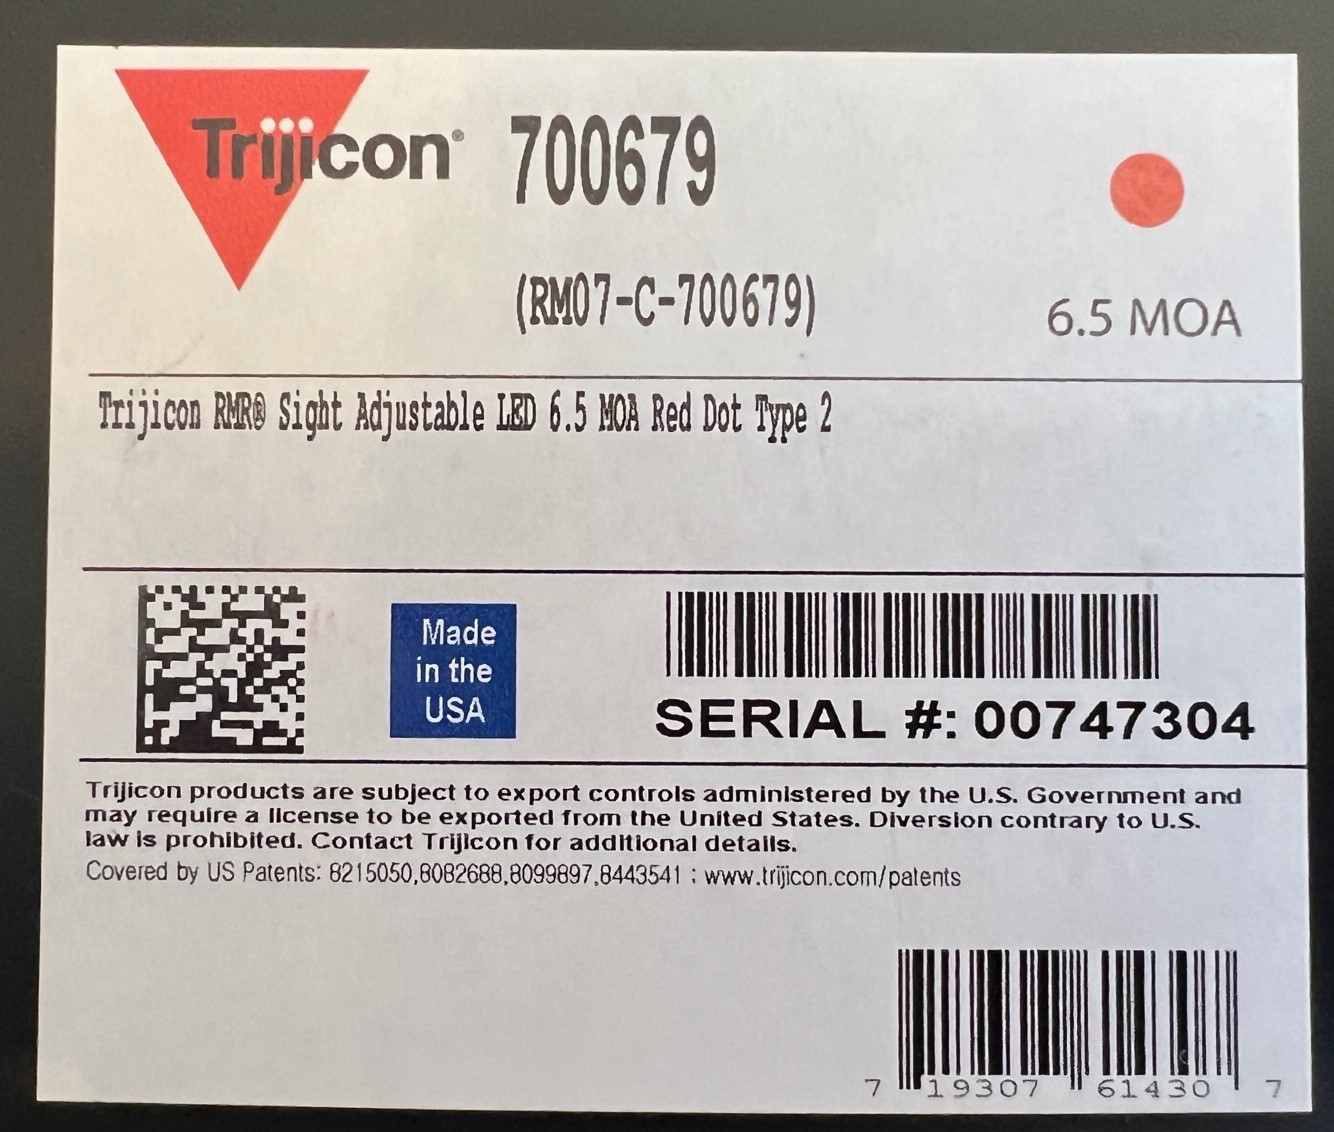 Trijicon® 700679
(RM07-C-700679)
6.5 MOA
Trijicon RMR® Sight Adjustable LED 6.5 MOA Red Dot Type 2
Made
in the
USA
SERIAL #: 00747304
Trijicon products are subject to export controls administered by the U.S. Government and
may require a license to be exported from the United States. Diversion contrary to U.S.
law is prohibited. Contact Trijicon for additional details.
Covered by US Patents: 8215050,8082688,8099897,8443541 ; www.trijicon.com/patents
7 19307 61430 7